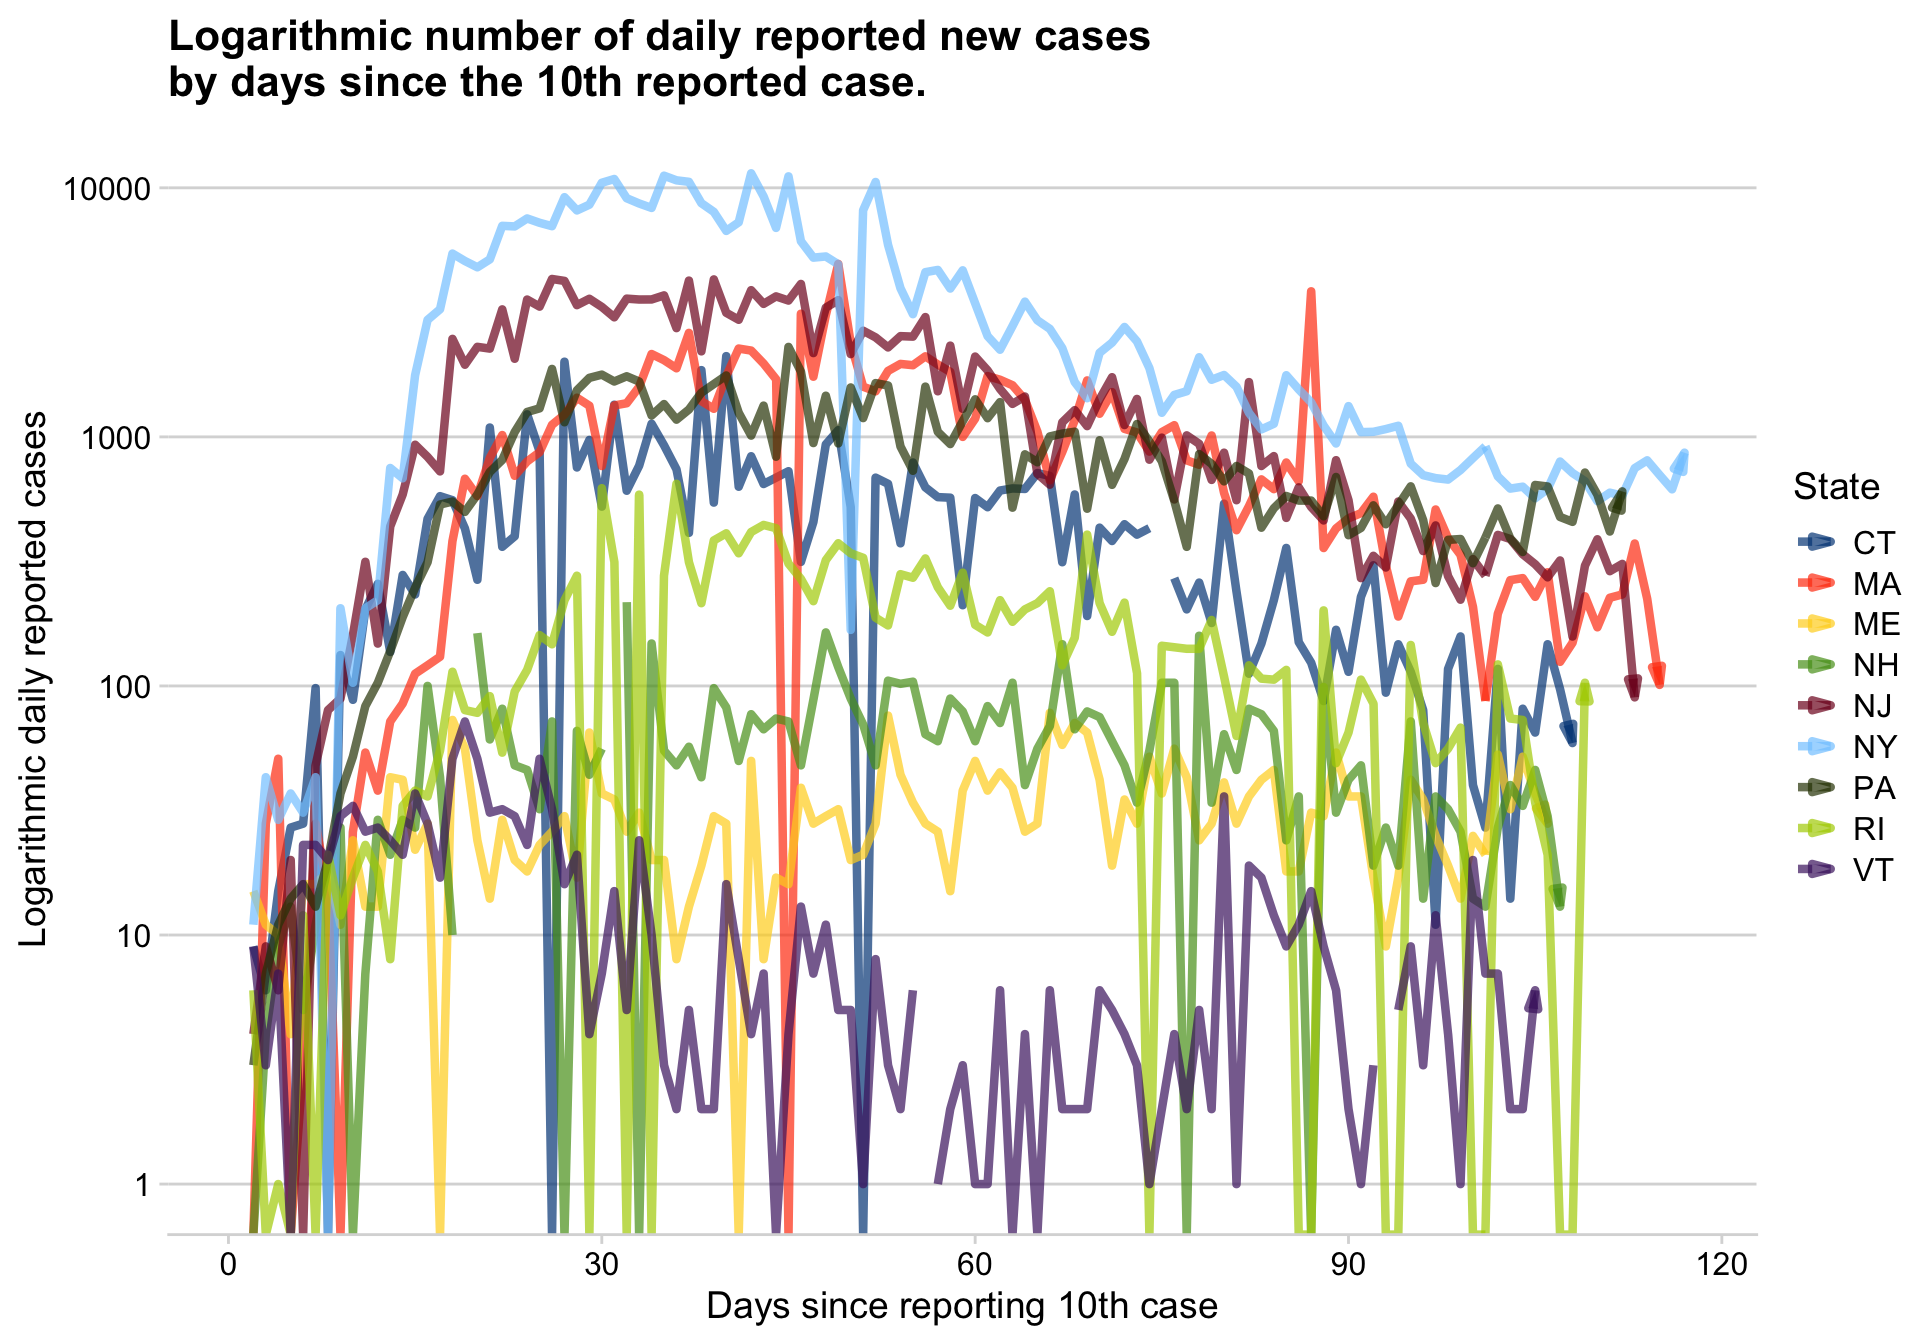 Logarithmic number of daily reported new cases
by days since the 10th reported case.
10000
1000
100
10
1
Logarithmic daily reported cases
0
30
60
90
120
Days since reporting 10th case
State
CT
MA
ME
NH
NJ
NY
PA
RI
VT